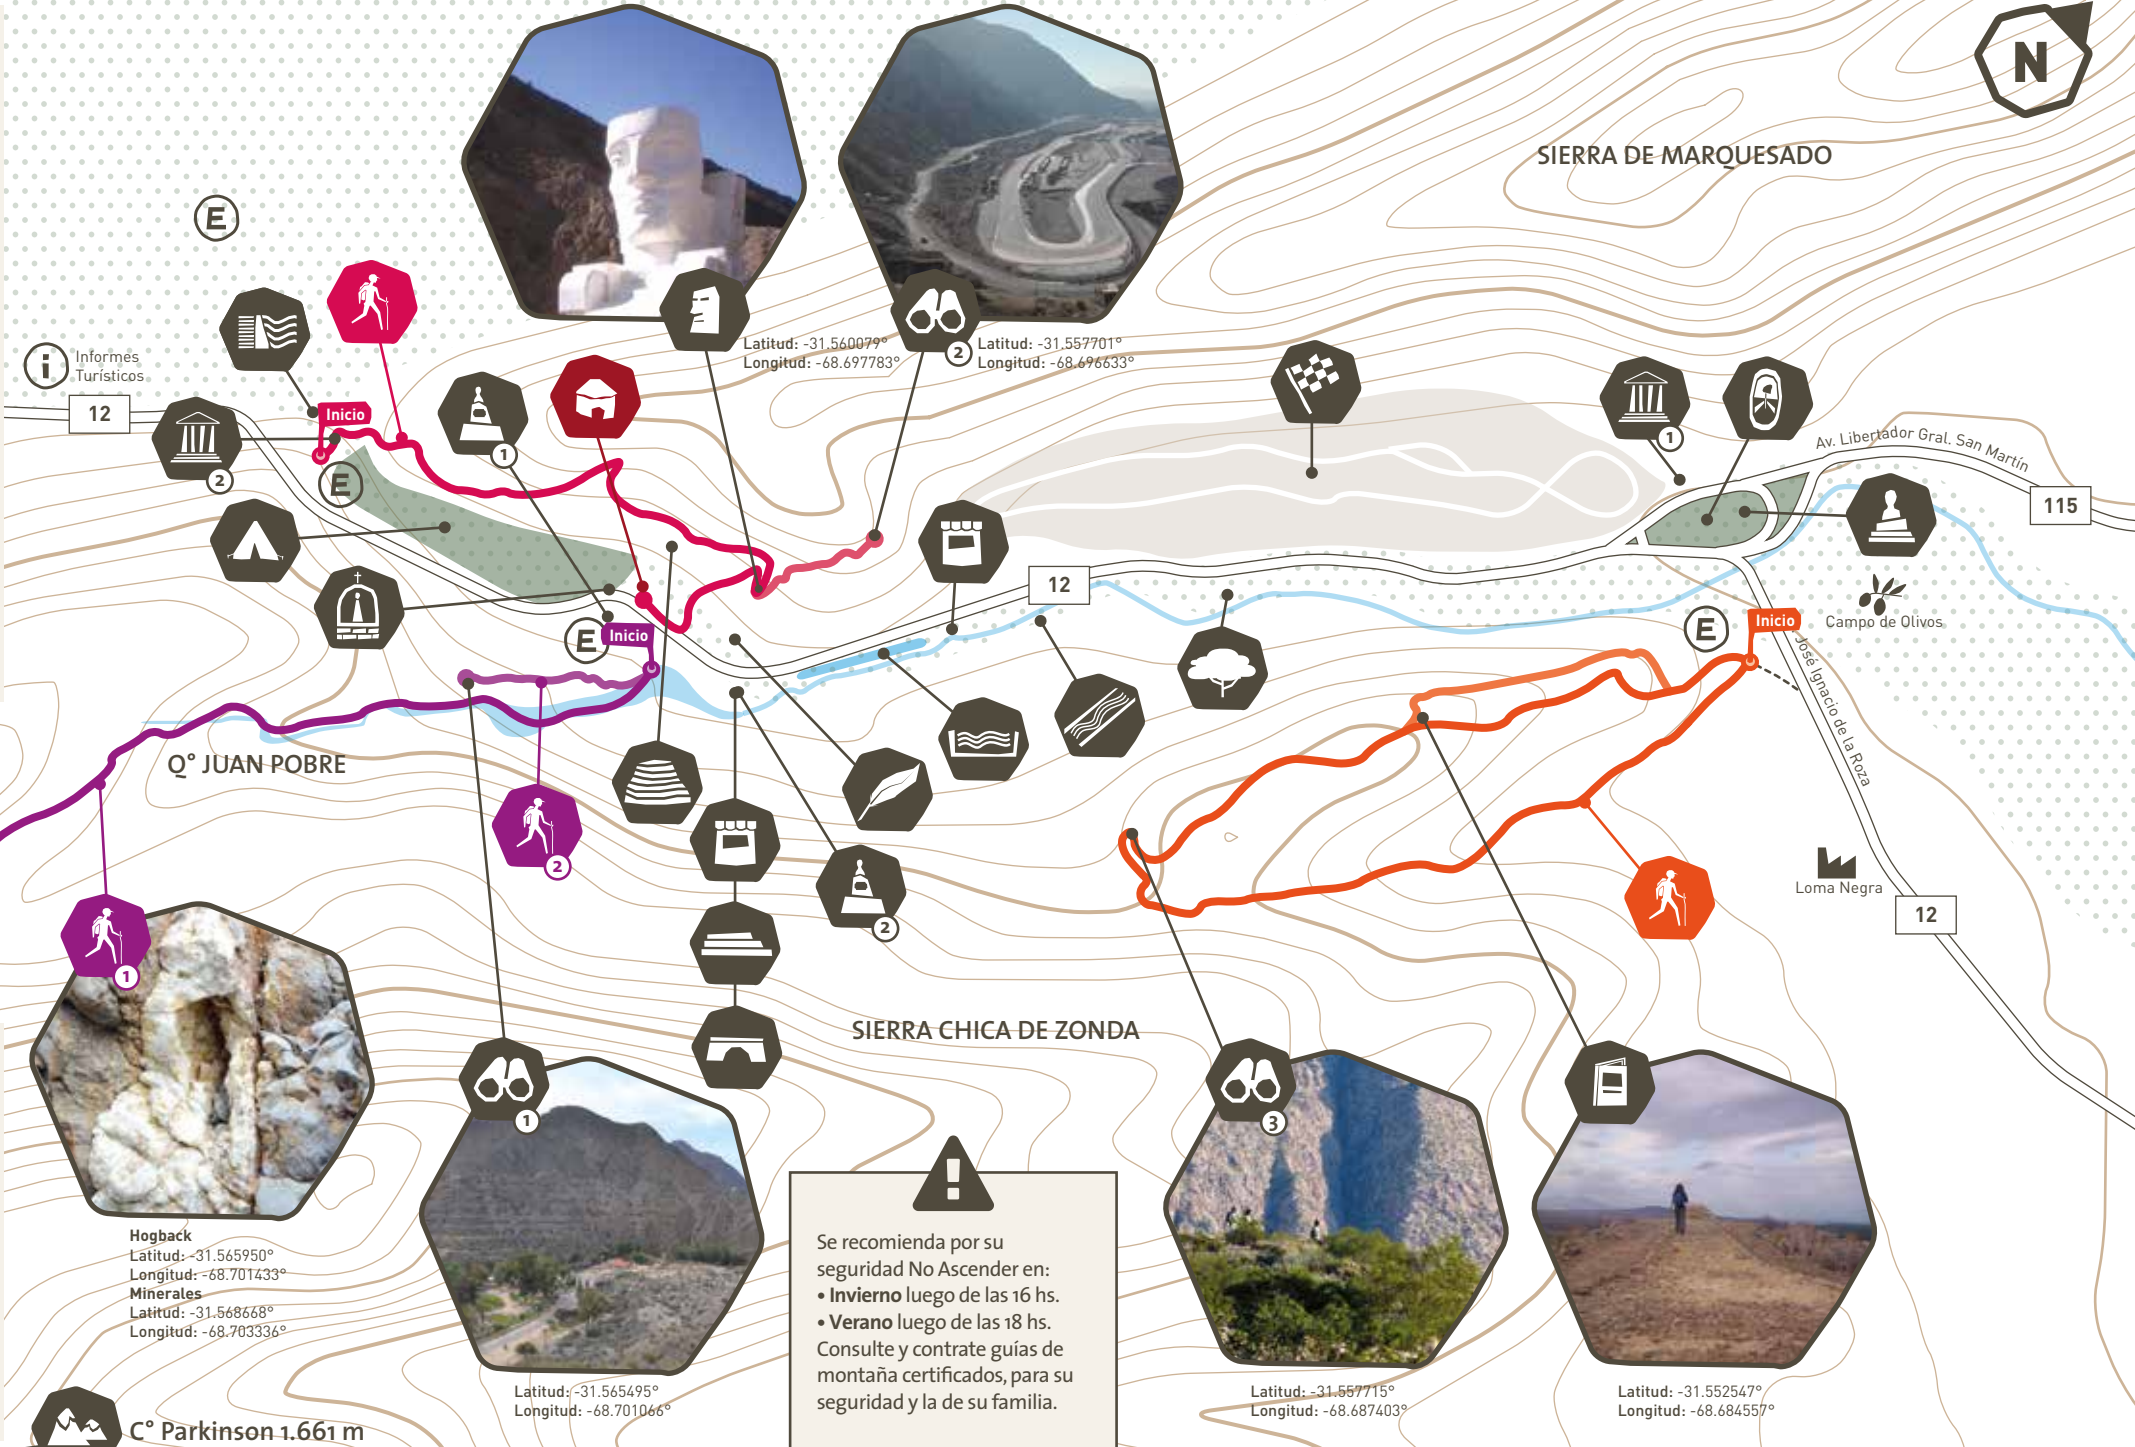 N
SIERRA DE MARQUESADO
E
Latitud: -31.560079°
Longitud: -68.697783°
2
Latitud: -31.557701°
Longitud: -68.696633°
i
Informes
Turísticos
12
Inicio
2
E
1
1
Av. Libertador Gral. San Martín
115
12
E
Inicio
E
Inicio
Campo de Olivos
José Ignacio de la Roza
Q° JUAN POBRE
2
2
Loma Negra
12
1
SIERRA CHICA DE ZONDA
1
3
Hogback
Latitud: -31.565950°
Longitud: -68.701433°
Minerales
Latitud: -31.568668°
Longitud: -68.703336°
Latitud: -31.565495°
Longitud: -68.701066°
!
Se recomienda por su
seguridad No Ascender en:
• Invierno luego de las 16 hs.
• Verano luego de las 18 hs.
Consulte y contrate guías de
montaña certificados, para su
seguridad y la de su familia.
Latitud: -31.557715°
Longitud: -68.687403°
Latitud: -31.552547°
Longitud: -68.684557°
C° Parkinson 1.661 m